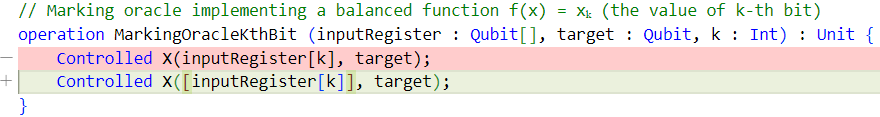 // Marking oracle implementing a balanced function f(x) = xₖ (the value of k-th bit)
operation MarkingOracleKthBit (inputRegister : Qubit[], target : Qubit, k : Int) : Unit {
−    Controlled X(inputRegister[k], target);
+    Controlled X([inputRegister[k]], target);
}